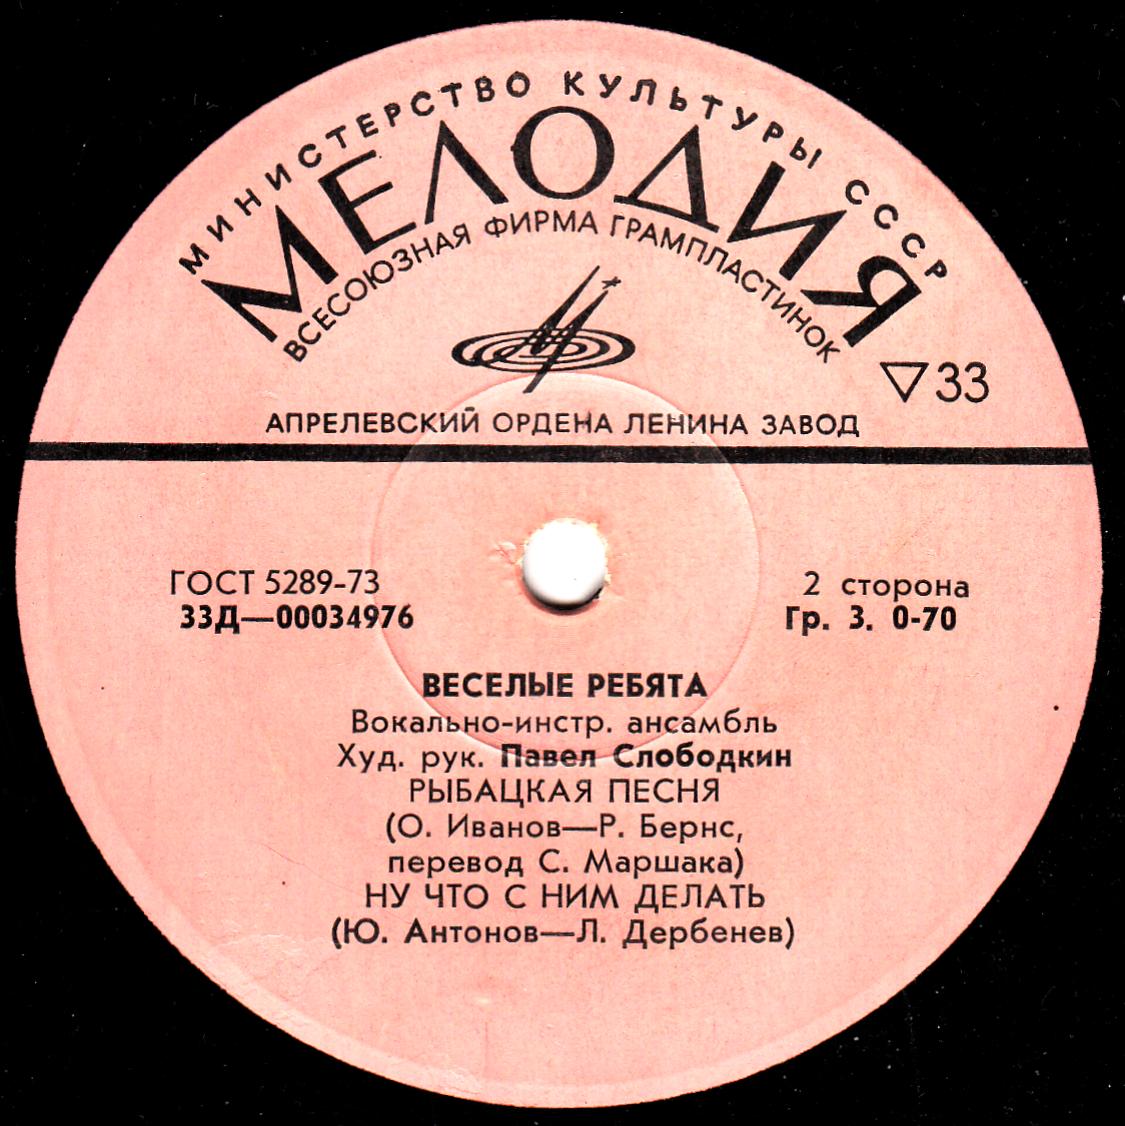 МИНИСТЕРСТВО КУЛЬТУРЫ СССР
МЕЛОДИЯ
ВСЕСОЮЗНАЯ ФИРМА ГРАМПЛАСТИНОК
▽33
АПРЕЛЕВСКИЙ ОРДЕНА ЛЕНИНА ЗАВОД
ГОСТ 5289-73
2 сторона
33Д—00034976
Гр. 3. 0-70
ВЕСЕЛЫЕ РЕБЯТА
Вокально-инстр. ансамбль
Худ. рук. Павел Слободкин
РЫБАЦКАЯ ПЕСНЯ
(О. Иванов—Р. Бернс,
перевод С. Маршака)
НУ ЧТО С НИМ ДЕЛАТЬ
(Ю. Антонов—Л. Дербенев)